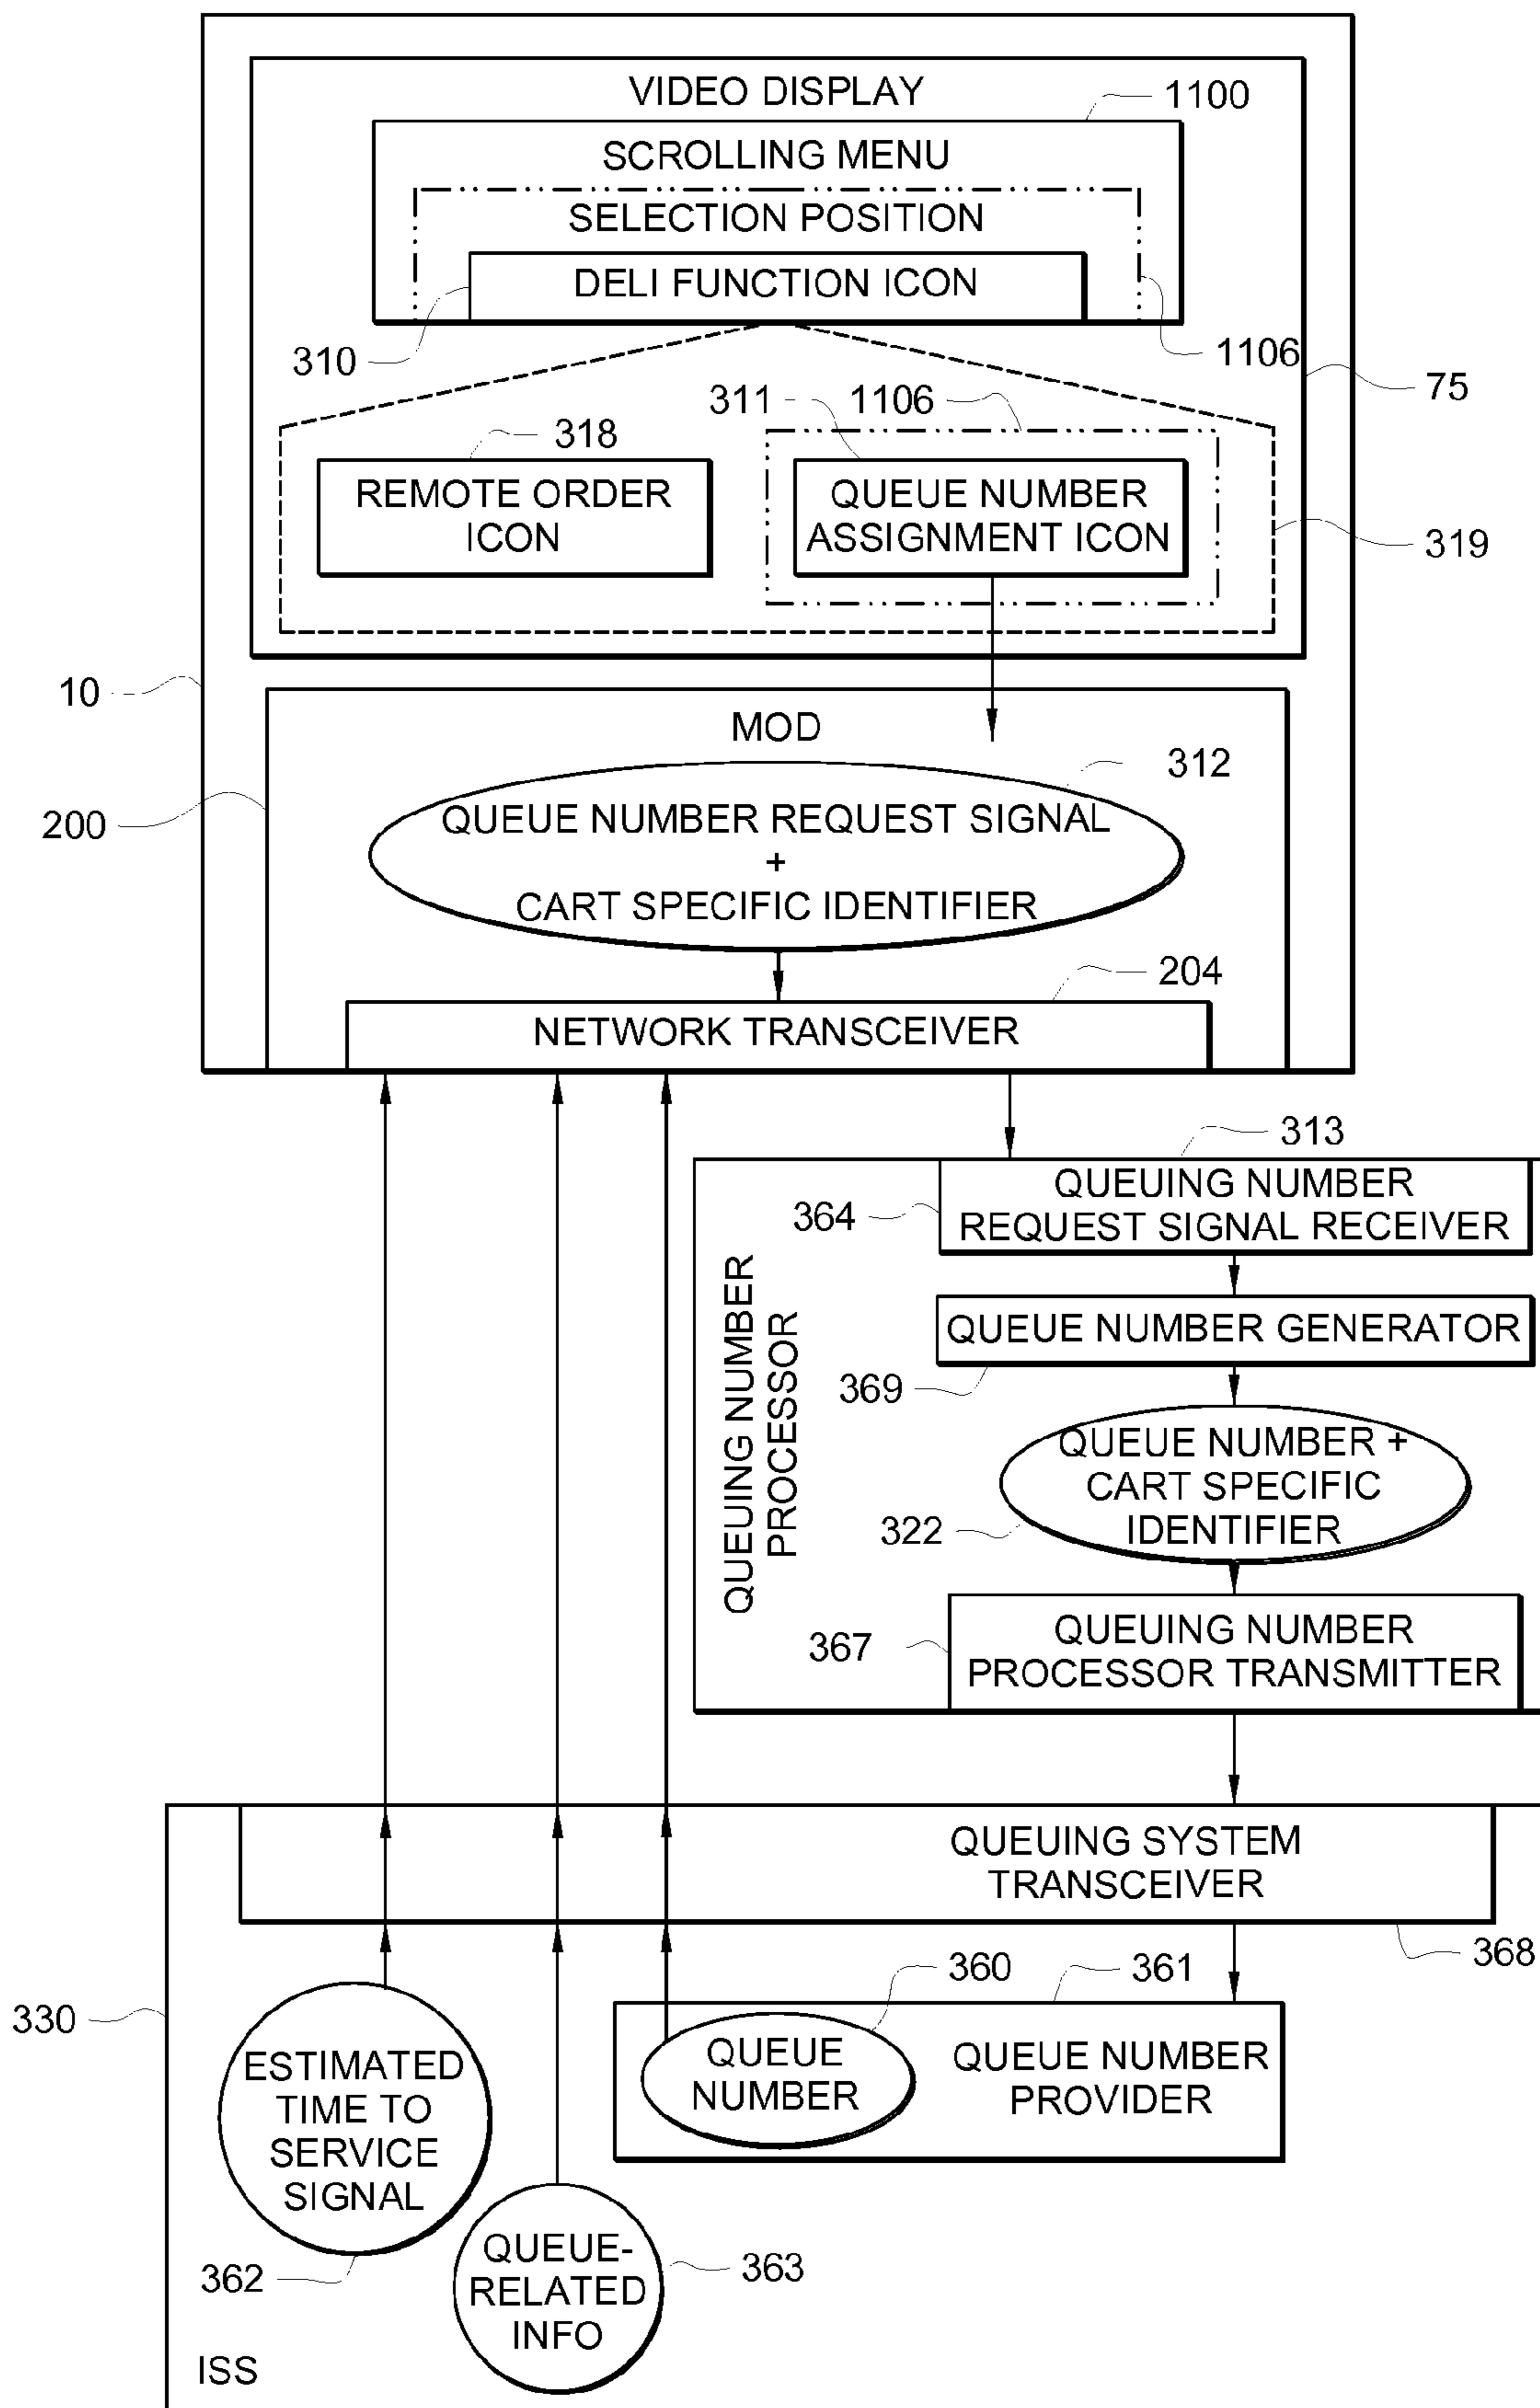 VIDEO DISPLAY
1100
SCROLLING MENU
SELECTION POSITION
DELI FUNCTION ICON
310
1106
75
311
1106
318
REMOTE ORDER
ICON
QUEUE NUMBER
ASSIGNMENT ICON
319
10
MOD
312
200
QUEUE NUMBER REQUEST SIGNAL
+
CART SPECIFIC IDENTIFIER
204
NETWORK TRANSCEIVER
313
364
QUEUING NUMBER
REQUEST SIGNAL RECEIVER
QUEUING NUMBER
PROCESSOR
QUEUE NUMBER GENERATOR
369
QUEUE NUMBER +
CART SPECIFIC
IDENTIFIER
322
367
QUEUING NUMBER
PROCESSOR TRANSMITTER
QUEUING SYSTEM
TRANSCEIVER
368
360
361
330
ESTIMATED
TIME TO
SERVICE
SIGNAL
QUEUE
NUMBER
QUEUE NUMBER
PROVIDER
362
QUEUE-
RELATED
INFO
363
ISS